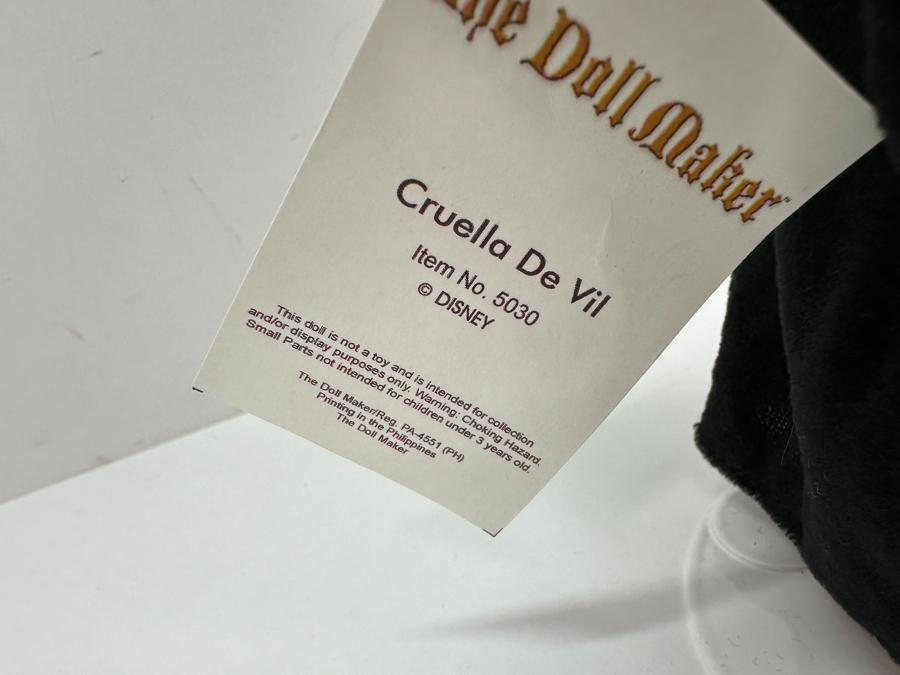 The Doll Maker™
Cruella De Vil
Item No. 5030
© DISNEY
This doll is not a toy and is intended for collection
and/or display purposes only. Warning: Choking Hazard.
Small Parts not intended for children under 3 years old.
The Doll Maker/Reg. PA-4551 (PH)
Printing in the Philippines
The Doll Maker